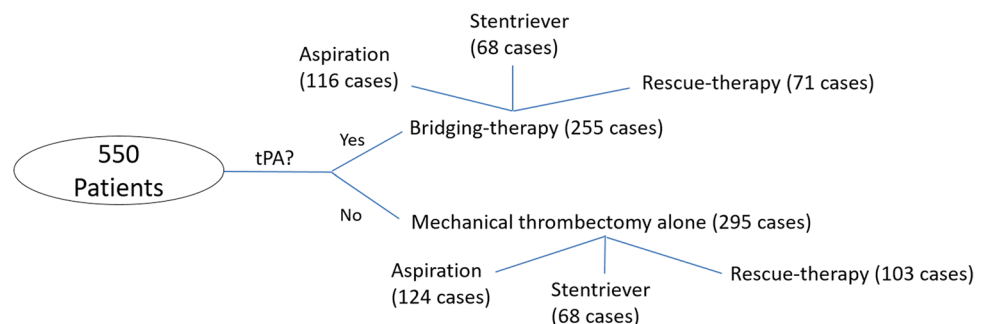 Stentriever
(68 cases)
Aspiration
(116 cases)
Rescue-therapy (71 cases)
Bridging-therapy (255 cases)
Yes
550
Patients
tPA?
No
Mechanical thrombectomy alone (295 cases)
Aspiration
(124 cases)
Stentriever
(68 cases)
Rescue-therapy (103 cases)